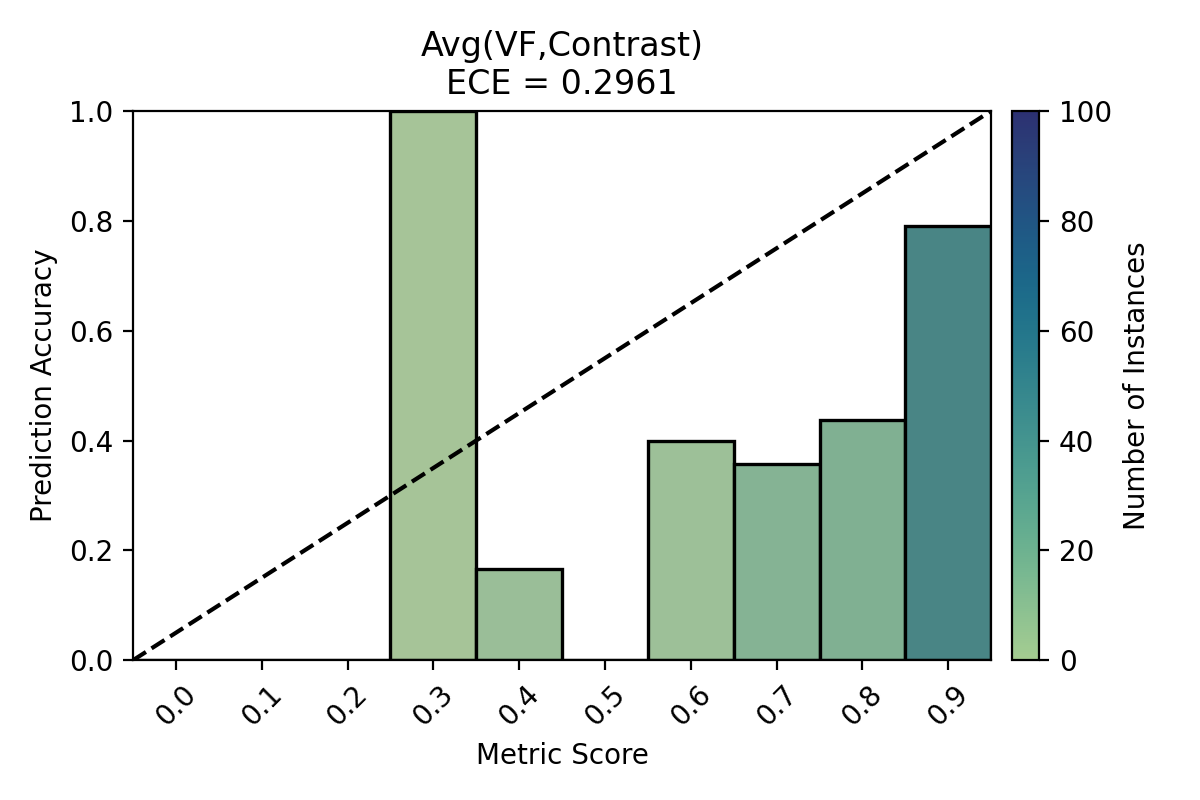 Avg(VF,Contrast)
ECE = 0.2961
1.0
0.8
0.6
0.4
0.2
0.0
Prediction Accuracy
0.0 0.1 0.2 0.3 0.4 0.5 0.6 0.7 0.8 0.9
Metric Score
100
80
60
40
20
0
Number of Instances